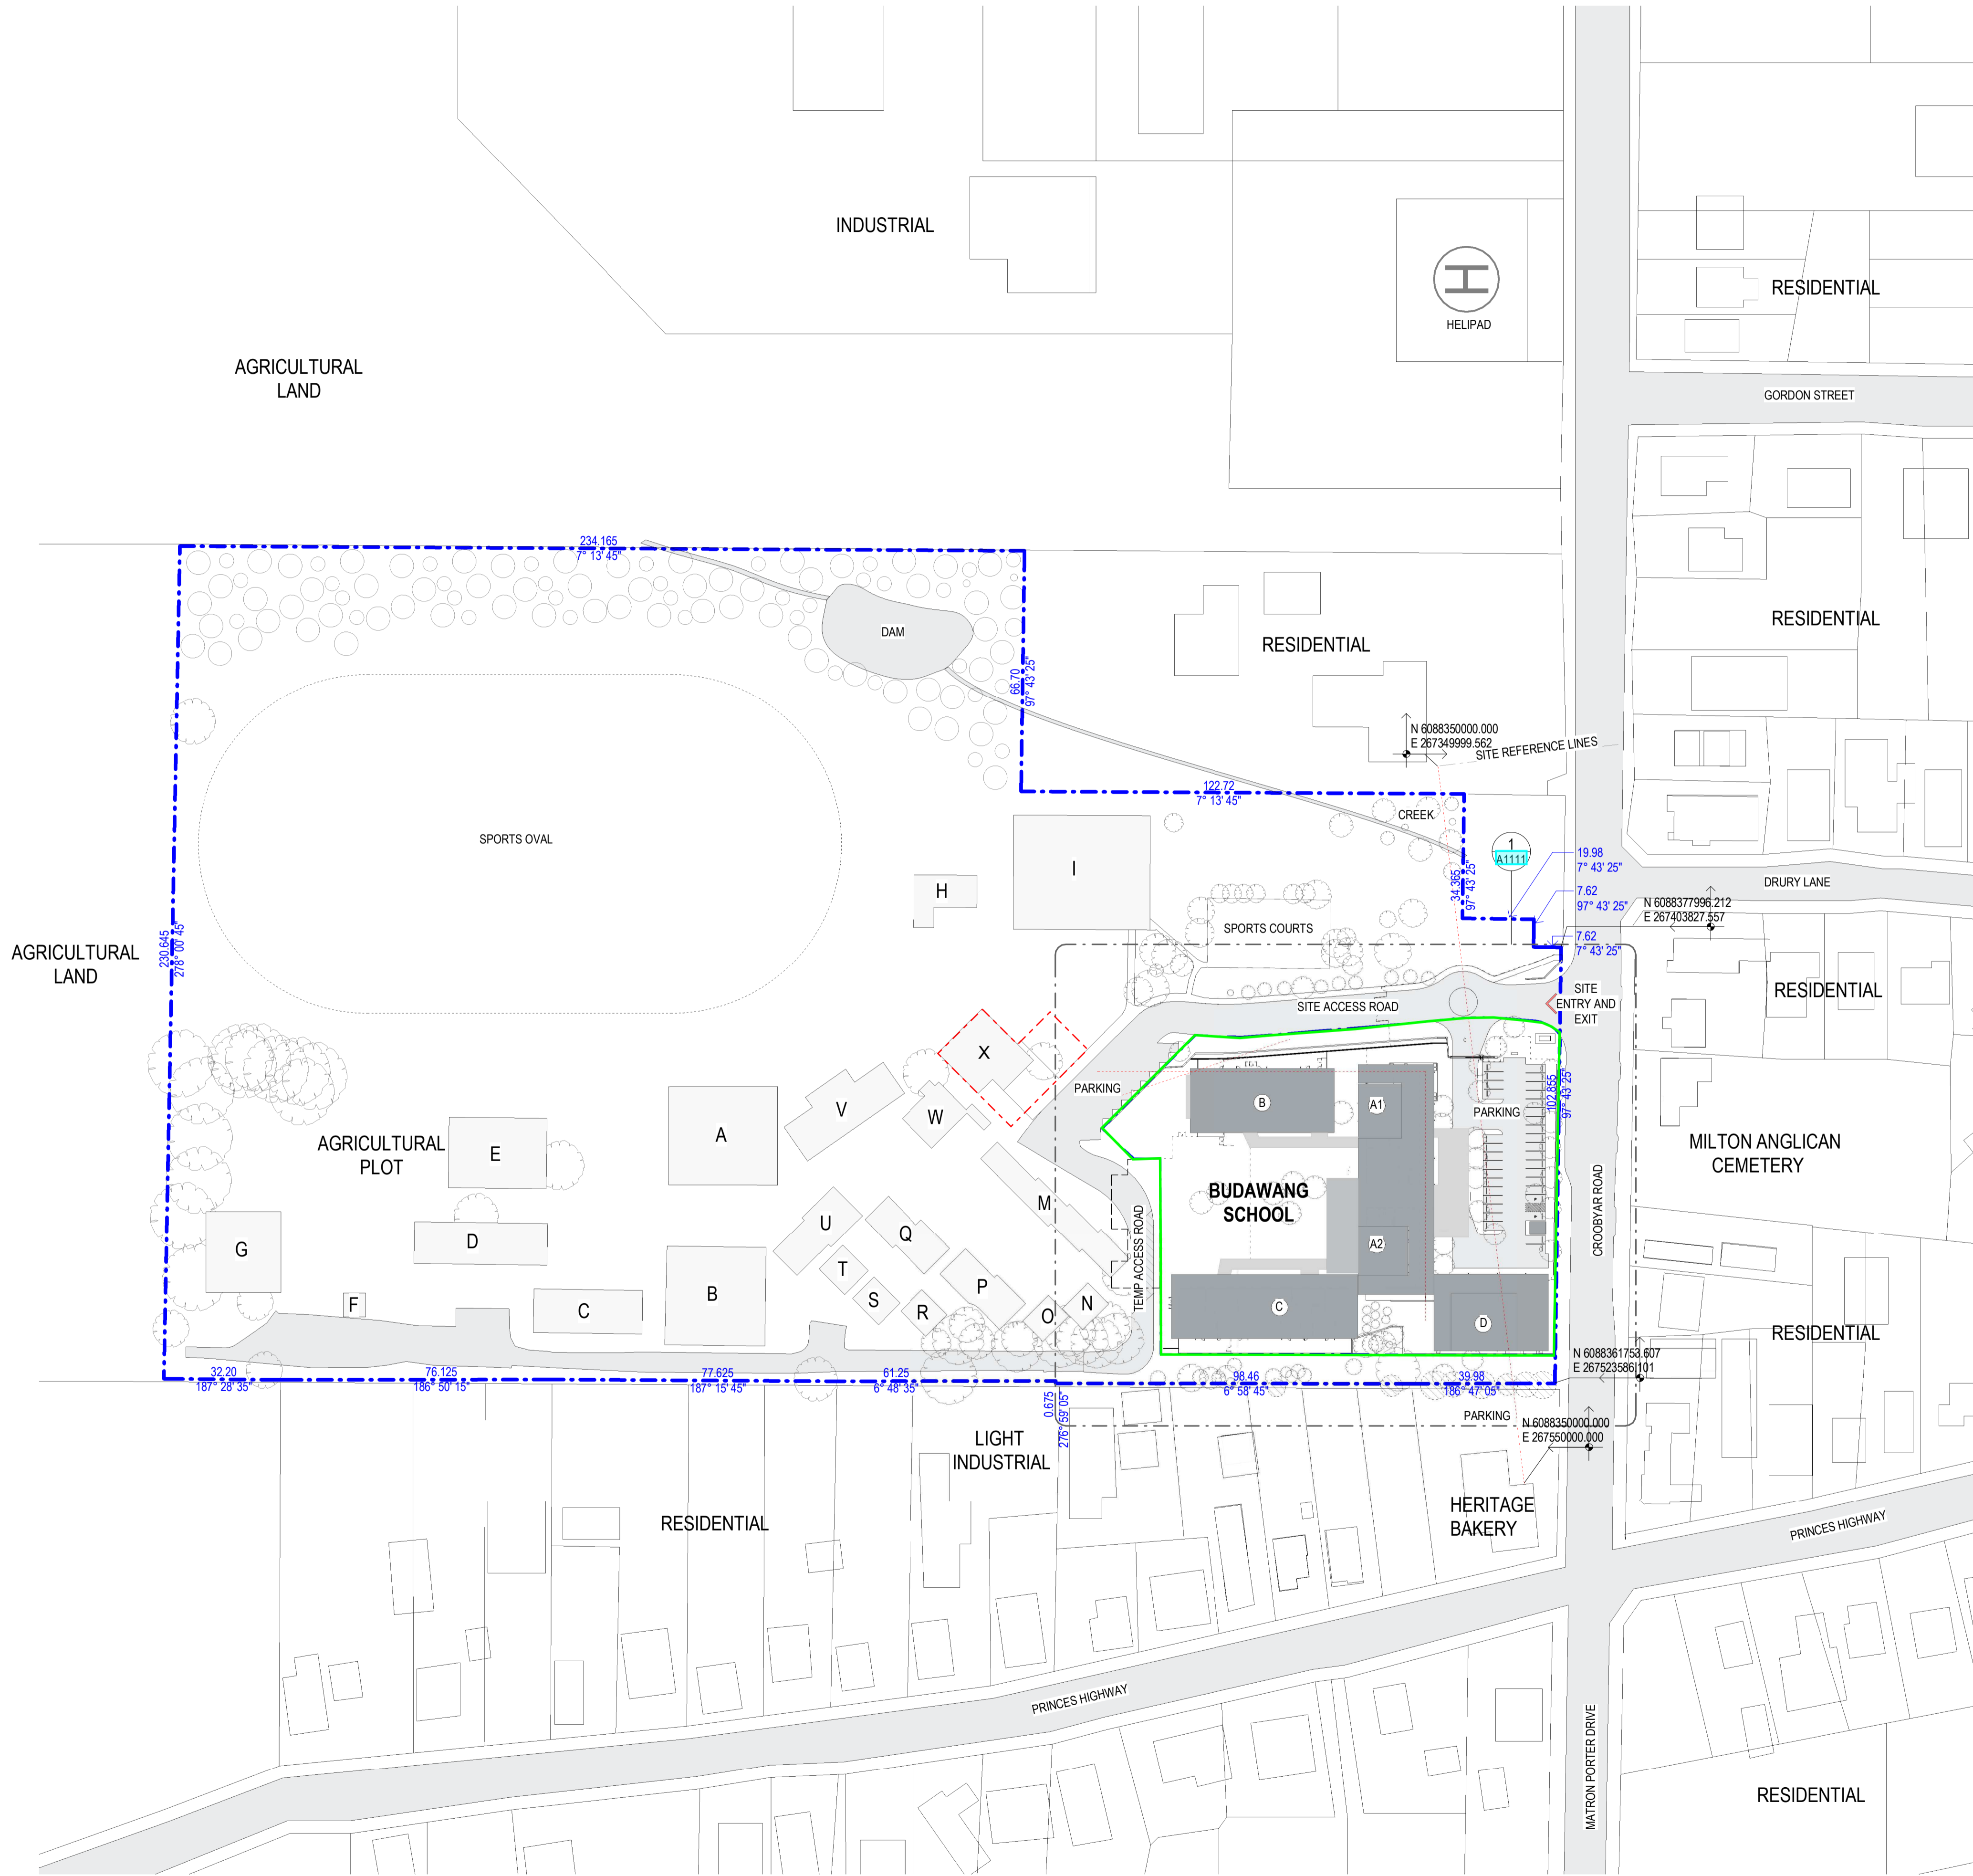 INDUSTRIAL
HELIPAD
RESIDENTIAL
AGRICULTURAL
LAND
GORDON STREET
234.165
7° 13' 45"
DAM
RESIDENTIAL
RESIDENTIAL
66.70
97° 43' 25"
N 6088350000.000
E 267349999.562
SITE REFERENCE LINES
122.72
7° 13' 45"
CREEK
SPORTS OVAL
1
A1111
19.98
7° 43' 25"
34.365
97° 43' 25"
7.62
97° 43' 25"
DRURY LANE
N 6088377996.212
E 267403827.557
I
H
SPORTS COURTS
7.62
7° 43' 25"
AGRICULTURAL
LAND
230.645
278° 00' 45"
SITE
ENTRY AND
EXIT
RESIDENTIAL
SITE ACCESS ROAD
X
PARKING
V
W
B
A1
PARKING
102.855
97° 43' 25"
A
AGRICULTURAL
PLOT
E
MILTON ANGLICAN
CEMETERY
BUDAWANG
SCHOOL
M
CROOBYAR ROAD
TEMP ACCESS ROAD
U
Q
D
G
A2
T
S
P
B
R
O
N
F
C
C
D
RESIDENTIAL
N 6088361753.607
E 267523586.101
32.20
187° 28' 35"
76.125
186° 50' 15"
77.625
187° 15' 45"
61.25
6° 48' 35"
0.675
276° 59' 05"
98.46
6° 58' 45"
39.98
186° 47' 05"
PARKING
N 6088350000.000
E 267550000.000
LIGHT
INDUSTRIAL
RESIDENTIAL
HERITAGE
BAKERY
PRINCES HIGHWAY
PRINCES HIGHWAY
MATRON PORTER DRIVE
RESIDENTIAL